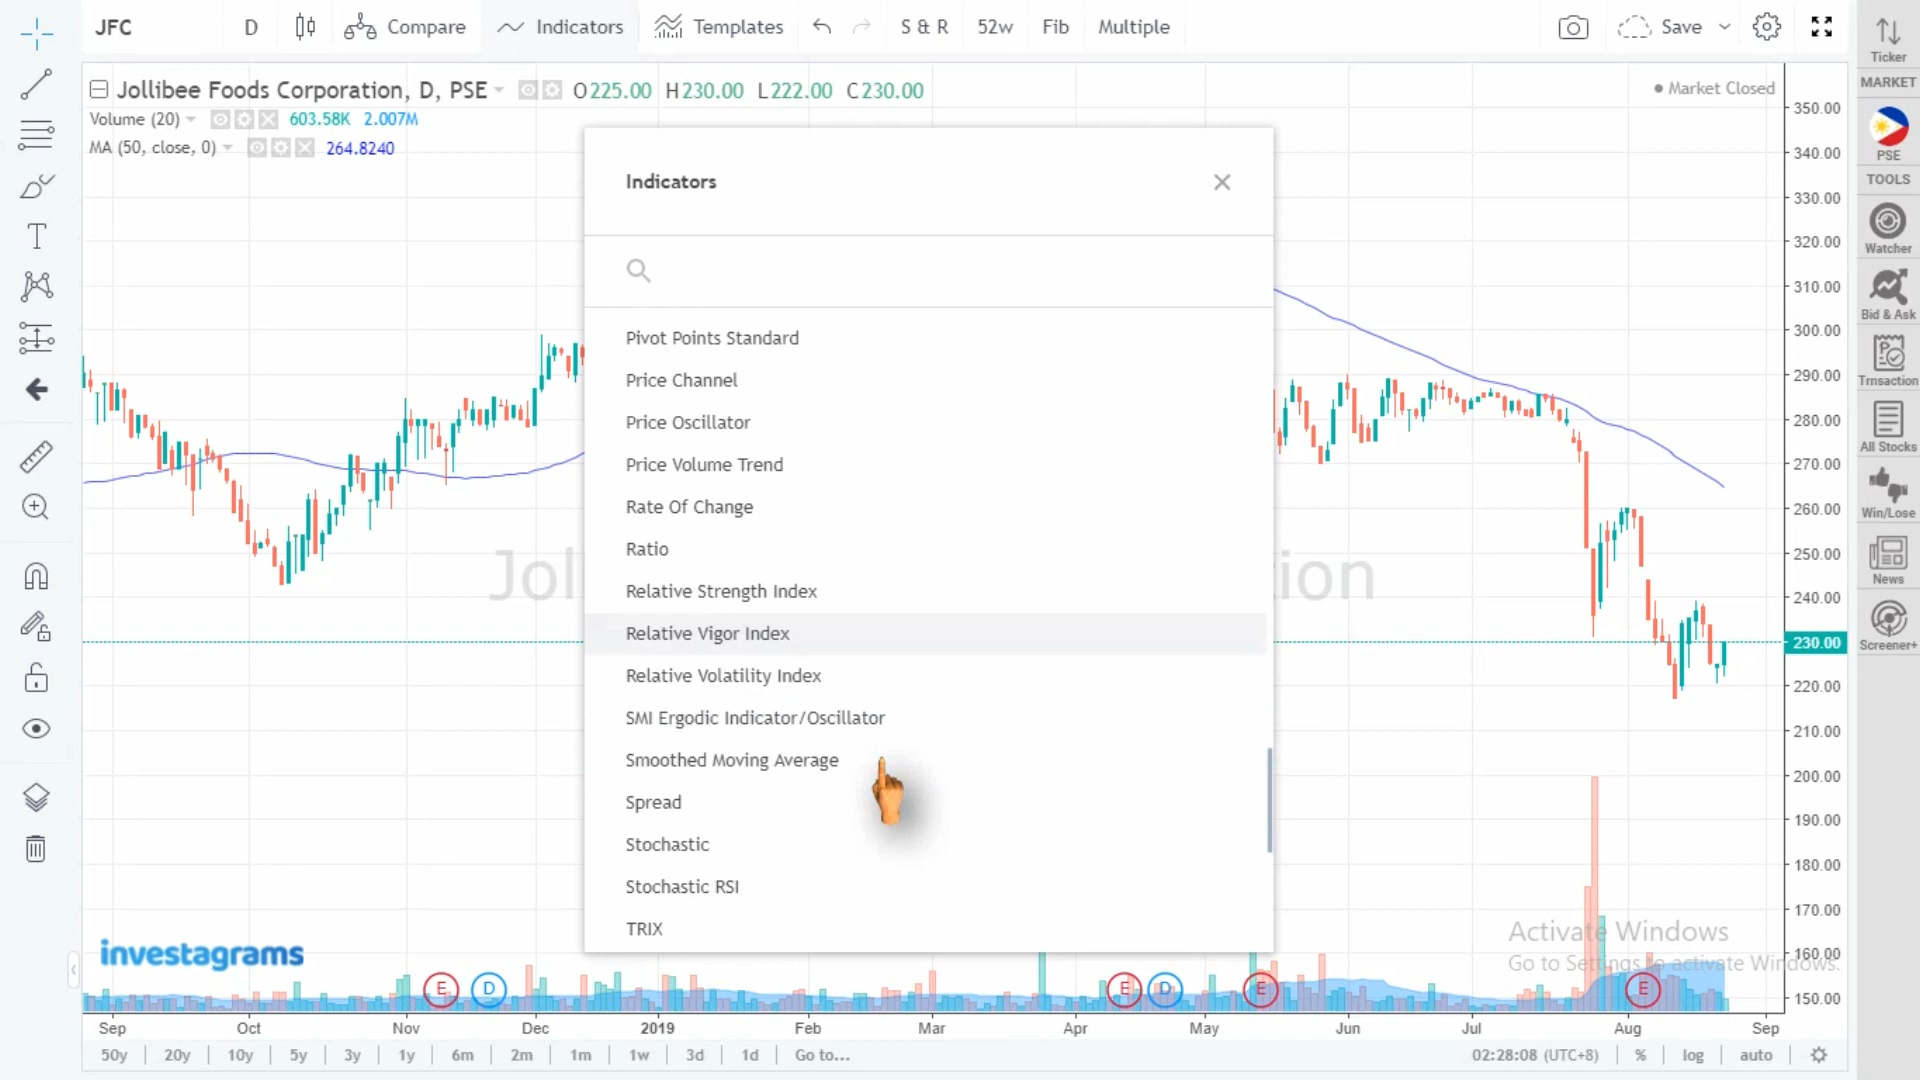 JFC D Compare Indicators Templates S & R 52w Fib Multiple Save
Ticker
Jollibee Foods Corporation, D, PSE O225.00 H230.00 L222.00 C230.00
Market Closed
Volume (20) 603.58K 2.007M
MA (50, close, 0) 264.8240
MARKET
PSE
TOOLS
Watcher
Bid & Ask
Trnsaction
All Stocks
Win/Lose
News
Screener+
Indicators
Pivot Points Standard
Price Channel
Price Oscillator
Price Volume Trend
Rate Of Change
Ratio
Relative Strength Index
Relative Vigor Index
Relative Volatility Index
SMI Ergodic Indicator/Oscillator
Smoothed Moving Average
Spread
Stochastic
Stochastic RSI
TRIX
350.00
340.00
330.00
320.00
310.00
300.00
290.00
280.00
270.00
260.00
250.00
240.00
230.00
220.00
210.00
200.00
190.00
180.00
170.00
160.00
150.00
investagrams
Activate Windows
Go to Settings to activate Windows.
E D E D E E
Sep Oct Nov Dec 2019 Feb Mar Apr May Jun Jul Aug Sep
50y 20y 10y 5y 3y 1y 6m 2m 1m 1w 3d 1d Go to... 02:28:08 (UTC+8) % log auto